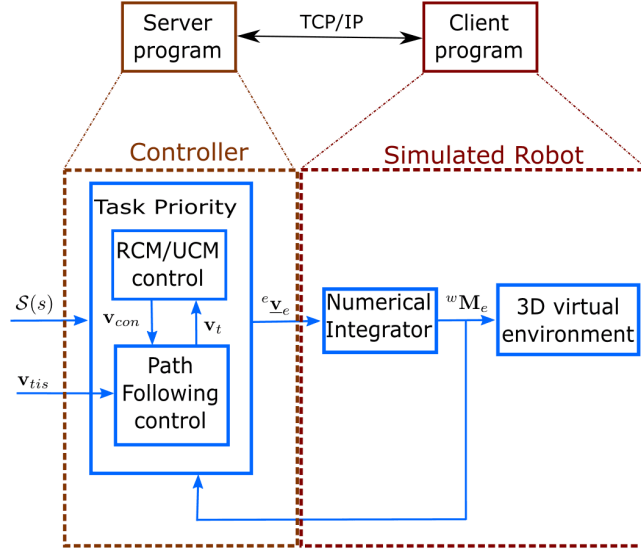 Server
program
TCP/IP
Client
program
Controller
Simulated Robot
Task Priority
RCM/UCM
control
S(s)
v_con
v_t
Path
Following
control
v_tis
^e v_e
Numerical
Integrator
^w M_e
3D virtual
environment